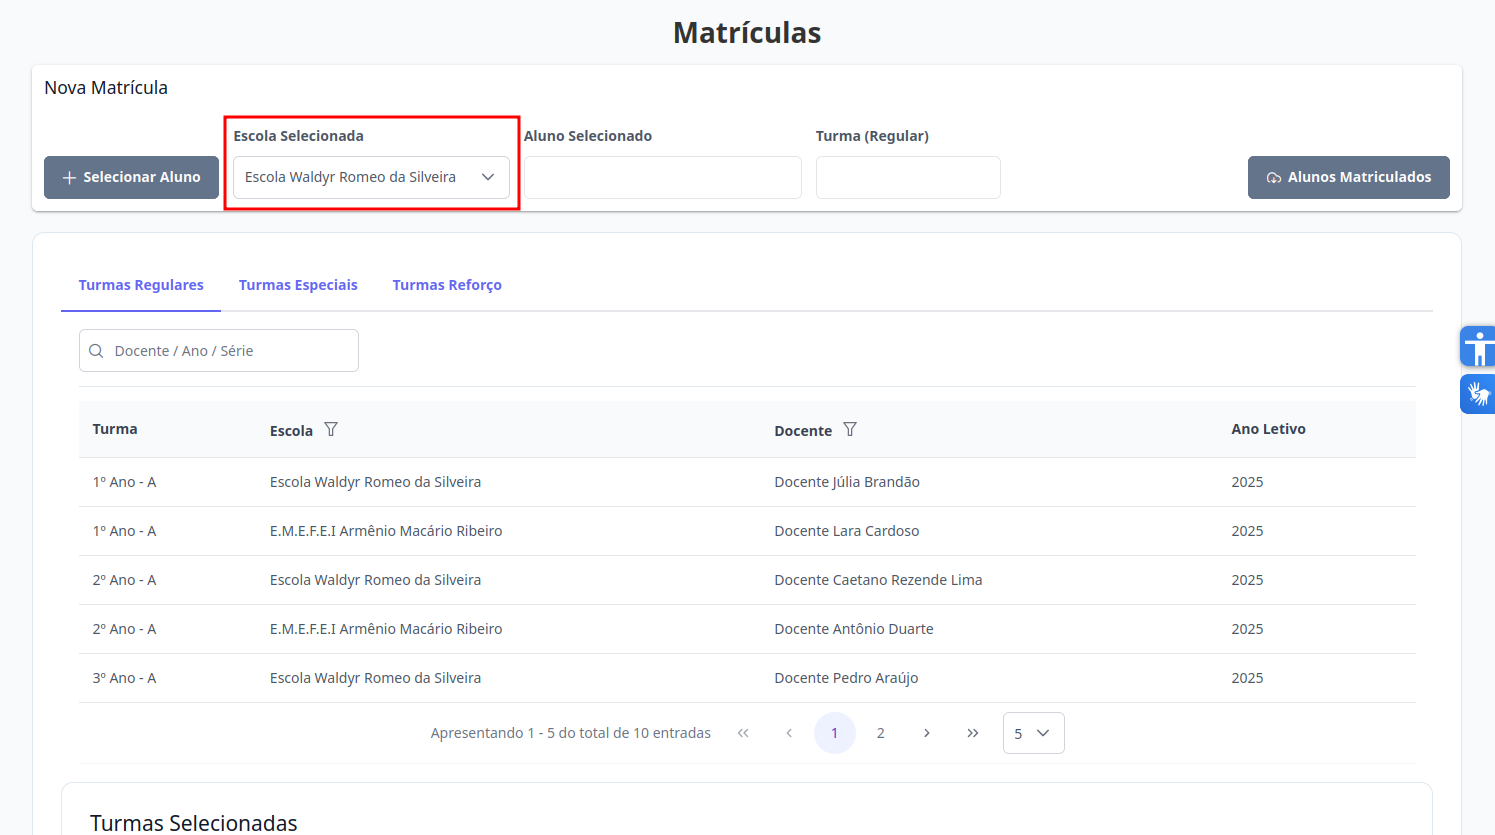 Matrículas
Nova Matrícula
Escola Selecionada Aluno Selecionado Turma (Regular)
Selecionar Aluno Escola Waldyr Romeo da Silveira Alunos Matriculados
Turmas Regulares Turmas Especiais Turmas Reforço
Docente / Ano / Série
Turma Escola Docente Ano Letivo
1º Ano - A Escola Waldyr Romeo da Silveira Docente Júlia Brandão 2025
1º Ano - A E.M.E.F.E.I Armênio Macário Ribeiro Docente Lara Cardoso 2025
2º Ano - A Escola Waldyr Romeo da Silveira Docente Caetano Rezende Lima 2025
2º Ano - A E.M.E.F.E.I Armênio Macário Ribeiro Docente Antônio Duarte 2025
3º Ano - A Escola Waldyr Romeo da Silveira Docente Pedro Araújo 2025
Apresentando 1 - 5 do total de 10 entradas 1 2 5
Turmas Selecionadas